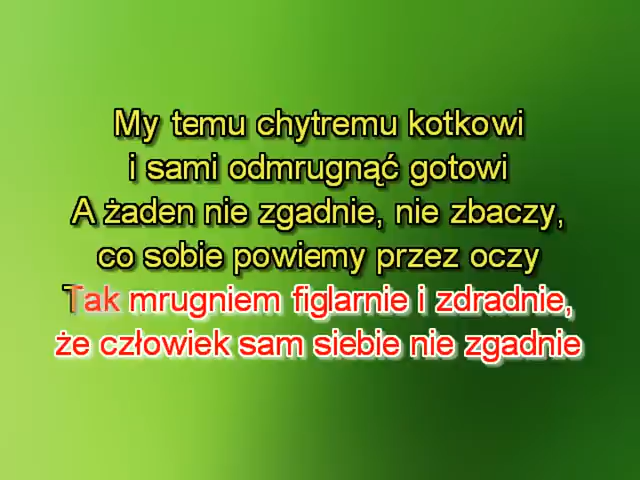 My temu chytremu kotkowi
i sami odmrugnąć gotowi
A żaden nie zgadnie, nie zbaczy,
co sobie powiemy przez oczy
Tak mrugniem figlarnie i zdradnie,
że człowiek sam siebie nie zgadnie